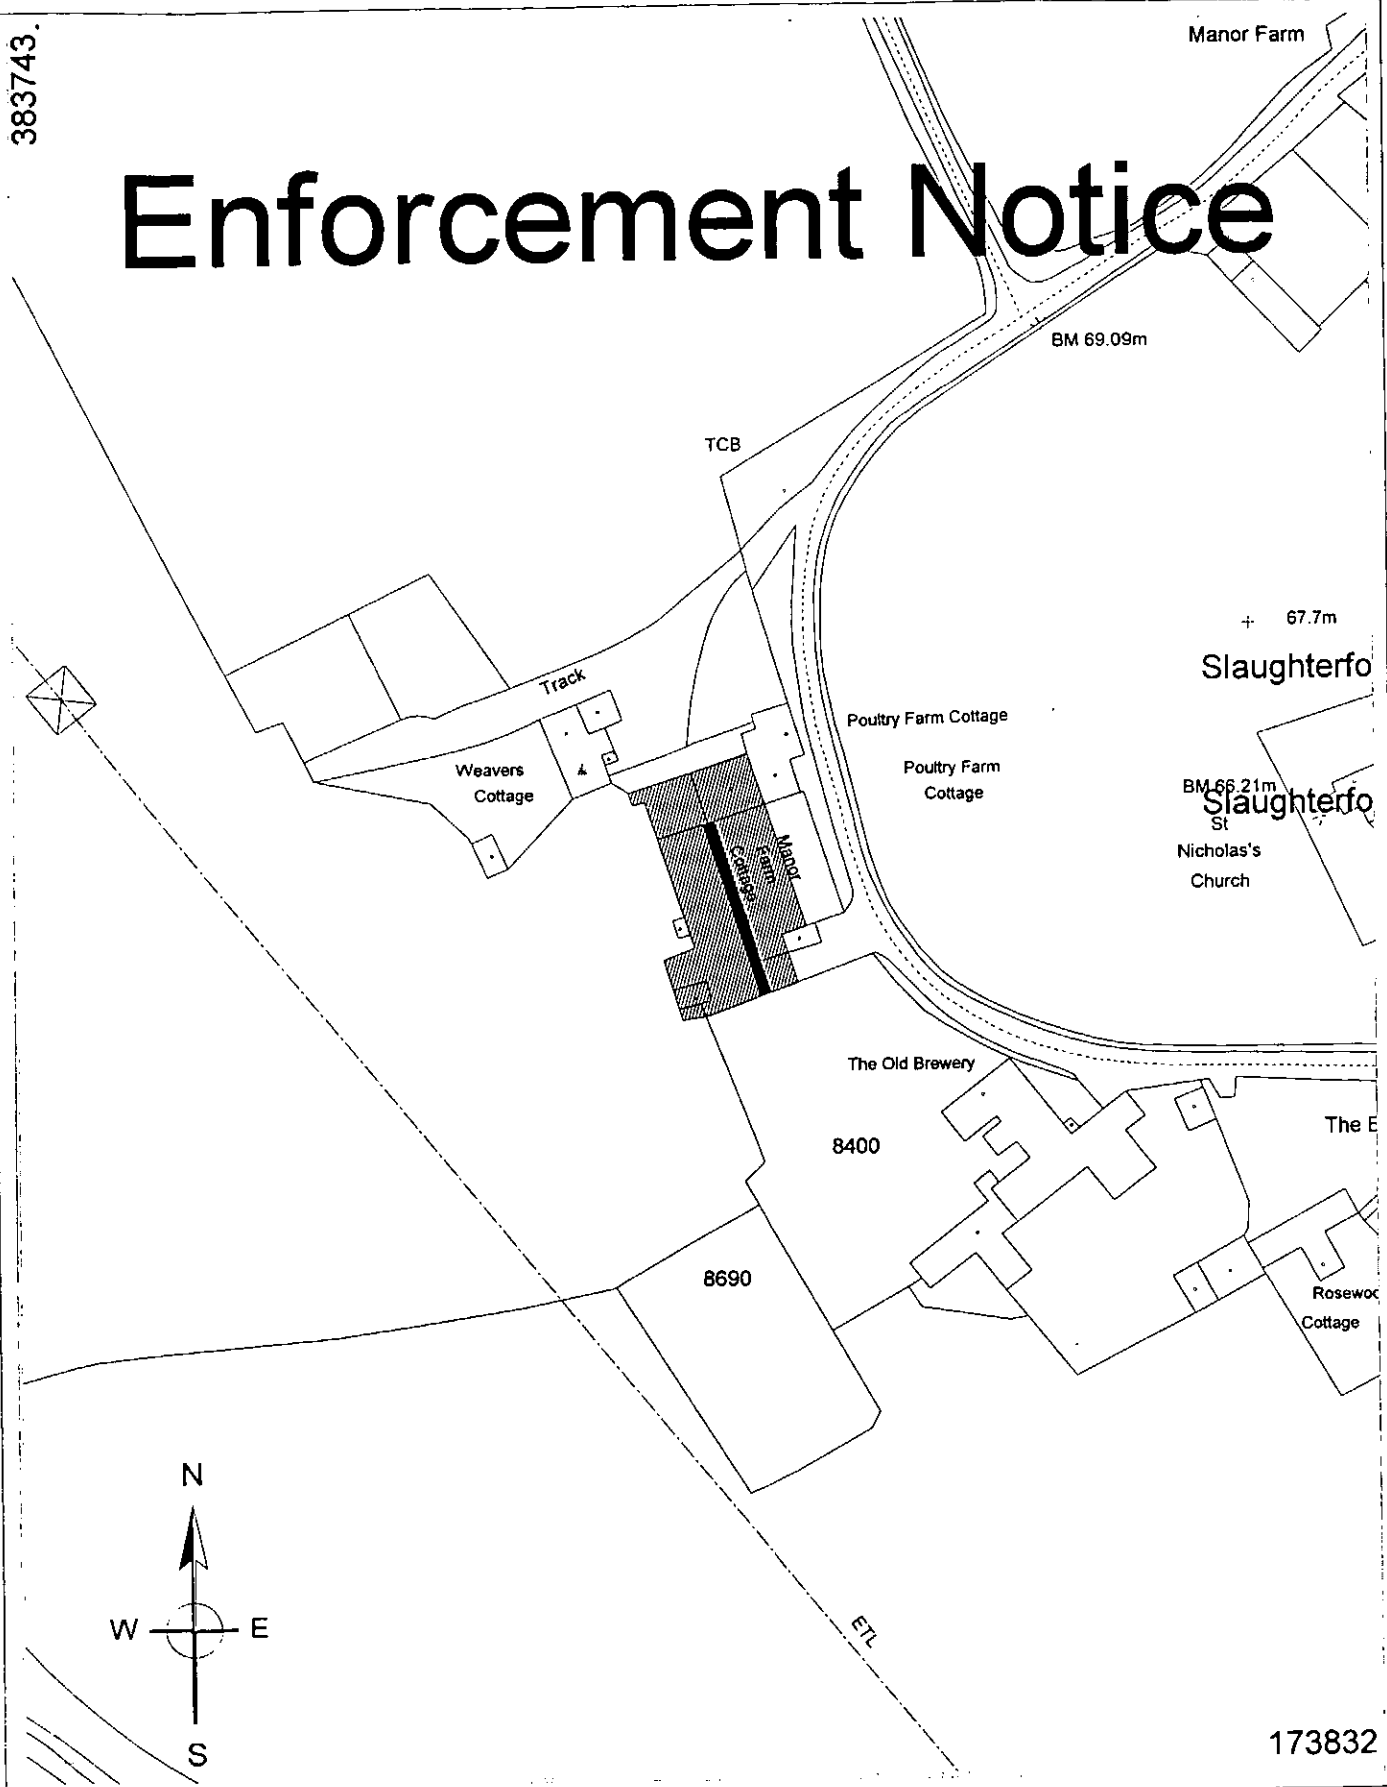 383743.
Manor Farm
Enforcement Notice
BM 69.09m
TCB
67.7m
Slaughterfo
Track
Poultry Farm Cottage
Weavers
Cottage
Poultry Farm
Cottage
BM 66.21m
Slaughterfo
St
Nicholas's
Church
Manor
Farm
Cottage
The Old Brewery
8400
The
8690
Rosewoo
Cottage
N
W E
S
ETL
173832